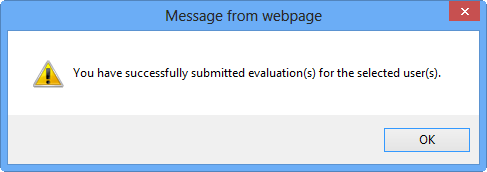 Message from webpage
You have successfully submitted evaluation(s) for the selected user(s).
OK